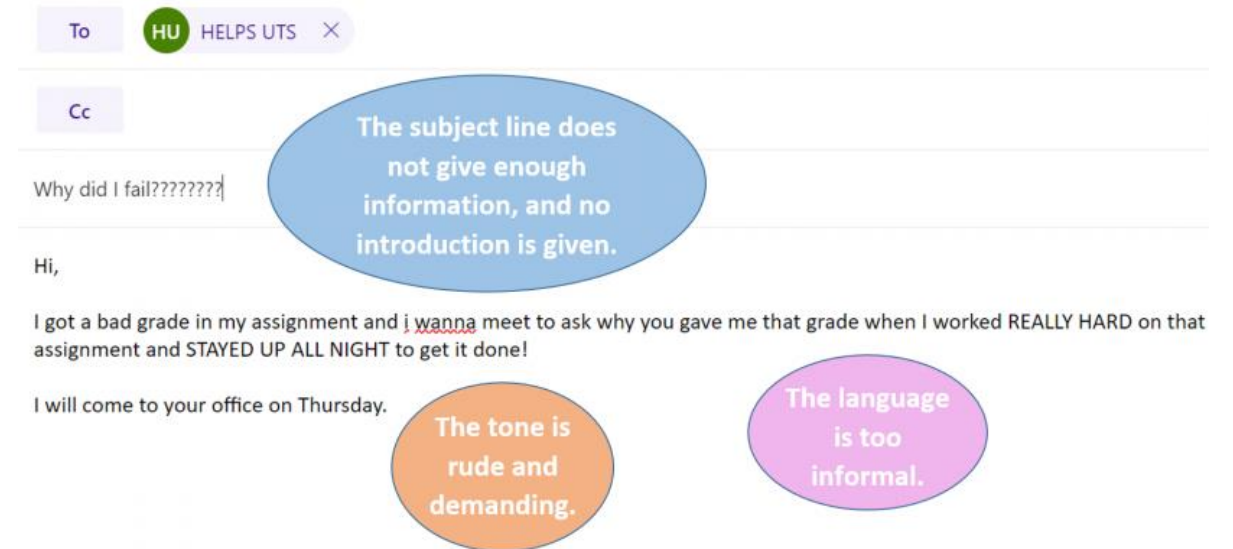 To HU HELPS UTS ×
Cc
The subject line does
not give enough
information, and no
introduction is given.
Why did I fail????????
Hi,
I got a bad grade in my assignment and i wanna meet to ask why you gave me that grade when I worked REALLY HARD on that
assignment and STAYED UP ALL NIGHT to get it done!
I will come to your office on Thursday.
The tone is
rude and
demanding.
The language
is too
informal.